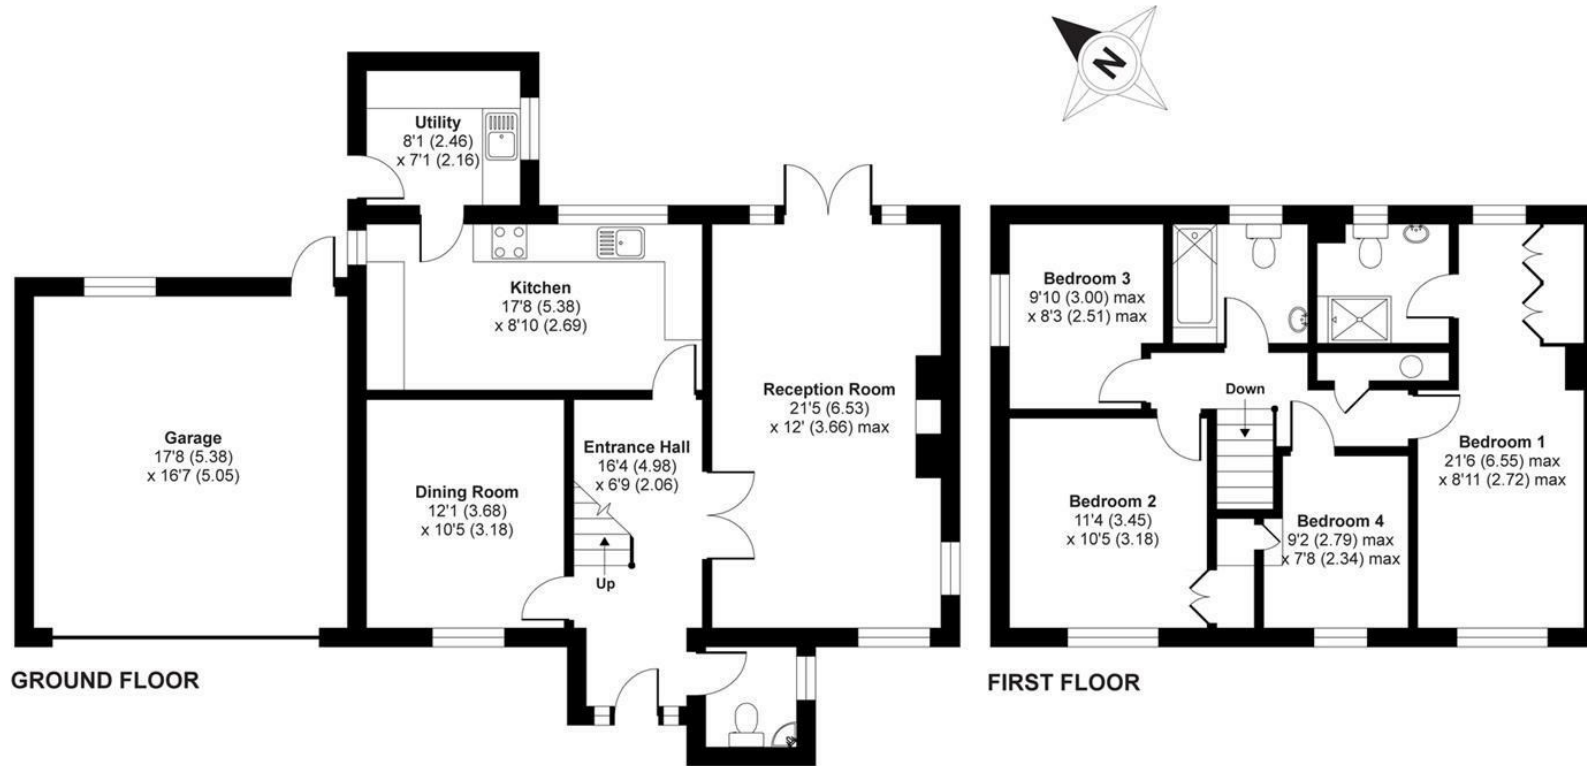 N
Utility
8'1 (2.46)
x 7'1 (2.16)
Kitchen
17'8 (5.38)
x 8'10 (2.69)
Reception Room
21'5 (6.53)
x 12' (3.66) max
Garage
17'8 (5.38)
x 16'7 (5.05)
Entrance Hall
16'4 (4.98)
x 6'9 (2.06)
Dining Room
12'1 (3.68)
x 10'5 (3.18)
Up
GROUND FLOOR
Bedroom 3
9'10 (3.00) max
x 8'3 (2.51) max
Down
Bedroom 1
21'6 (6.55) max
x 8'11 (2.72) max
Bedroom 2
11'4 (3.45)
x 10'5 (3.18)
Bedroom 4
9'2 (2.79) max
x 7'8 (2.34) max
FIRST FLOOR